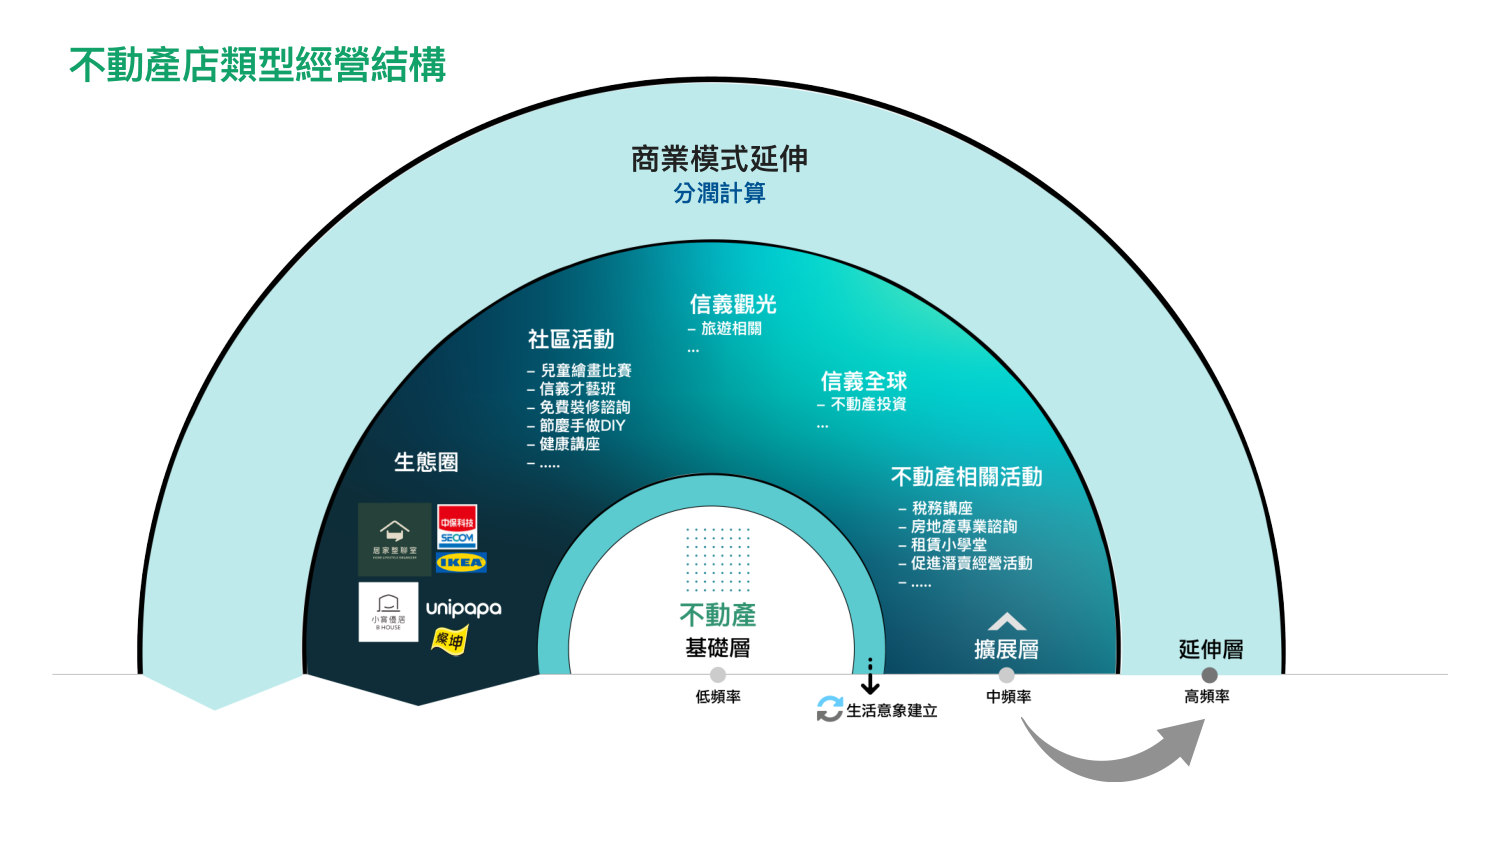 不動產店類型經營結構
商業模式延伸
分潤計算
信義觀光
– 旅遊相關
...
社區活動
– 兒童繪畫比賽
– 信義才藝班
– 免費裝修諮詢
– 節慶手做DIY
– 健康講座
– .....
信義全球
– 不動產投資
...
生態圈
居家整聊室
中保科技
SECOM
IKEA
小寶優居
B HOUSE
unipapa
燦坤
不動產相關活動
– 稅務講座
– 房地產專業諮詢
– 租賃小學堂
– 促進潛賣經營活動
– .....
不動產
基礎層
擴展層
延伸層
低頻率
中頻率
高頻率
生活意象建立